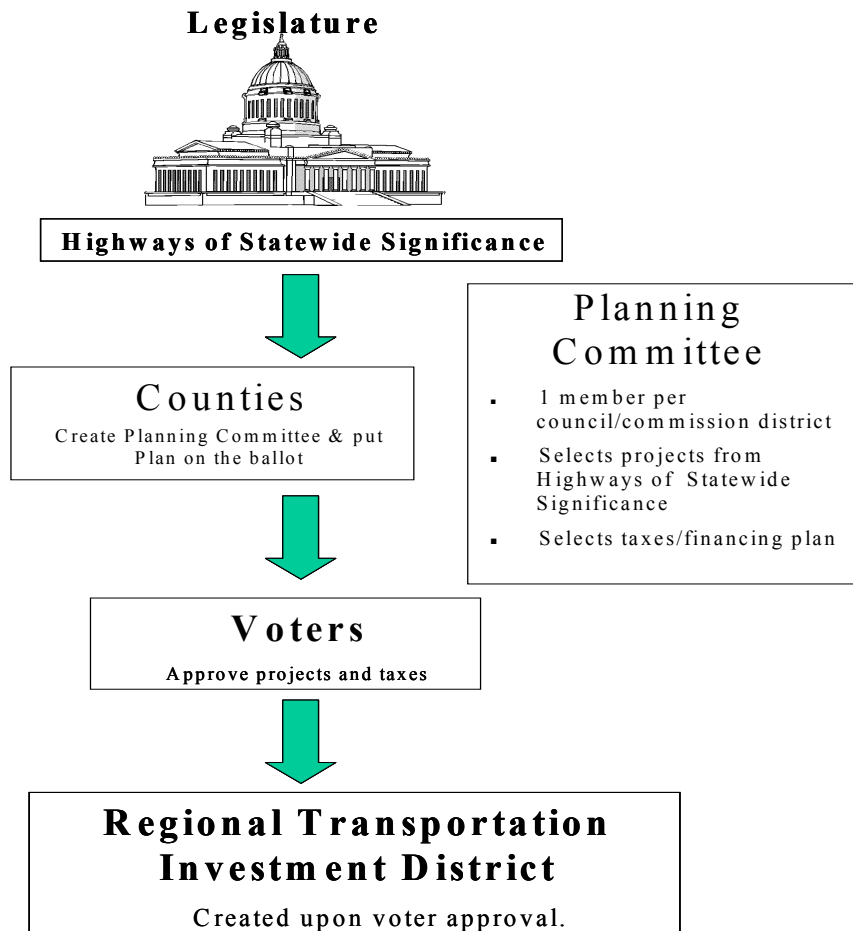 Legislature
Highways of Statewide Significance
Planning
Committee
▪ 1 member per
council/commission district
▪ Selects projects from
Highways of Statewide
Significance
▪ Selects taxes/financing plan
Counties
Create Planning Committee & put
Plan on the ballot
Voters
Approve projects and taxes
Regional Transportation
Investment District
Created upon voter approval.